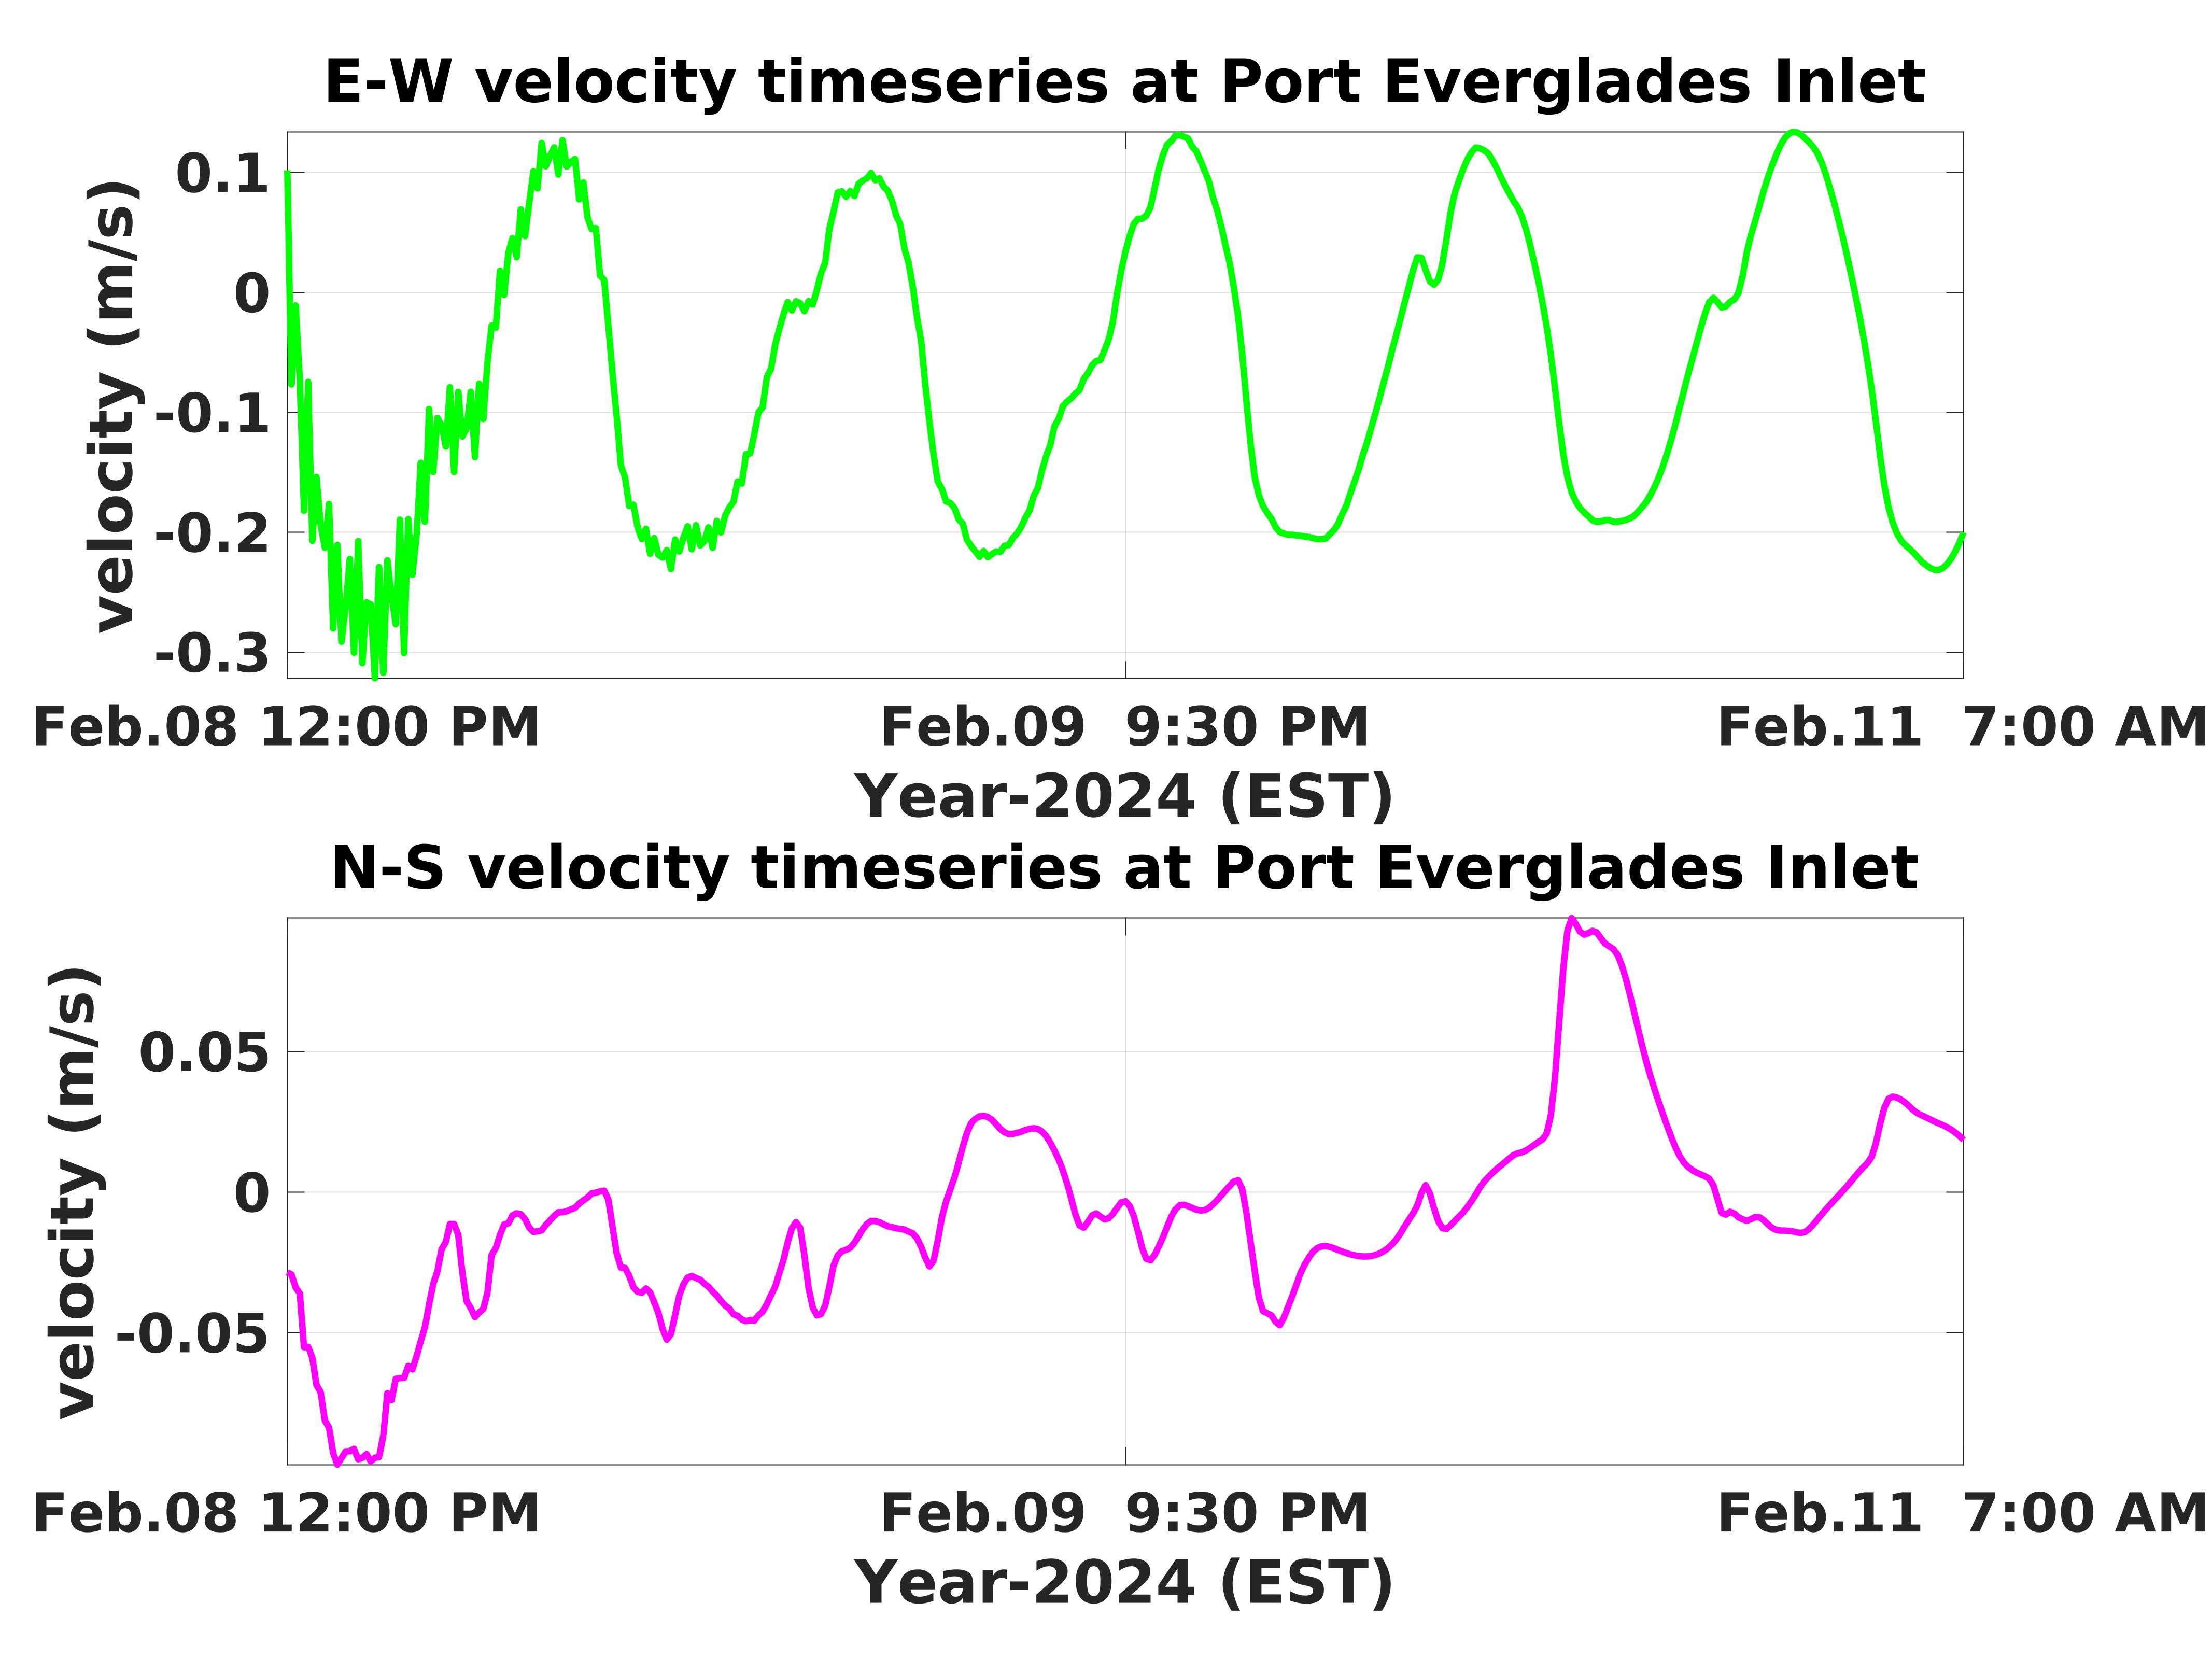 E-W velocity timeseries at Port Everglades Inlet
velocity (m/s)
0.1
0
-0.1
-0.2
-0.3
Feb.08 12:00 PM
Feb.09  9:30 PM
Feb.11  7:00 AM
Year-2024 (EST)
N-S velocity timeseries at Port Everglades Inlet
velocity (m/s)
0.05
0
-0.05
Feb.08 12:00 PM
Feb.09  9:30 PM
Feb.11  7:00 AM
Year-2024 (EST)